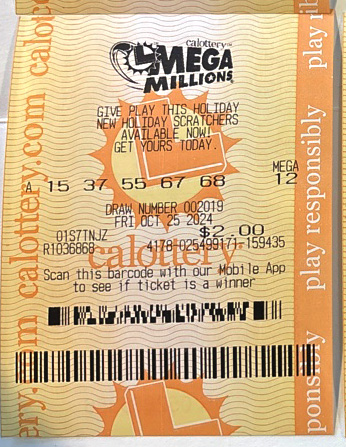 calottery™
MEGA
MILLIONS®
GIVE PLAY THIS HOLIDAY
NEW HOLIDAY SCRATCHERS
AVAILABLE NOW!
GET YOURS TODAY.
MEGA
A 15 37 55 67 68 12
DRAW NUMBER 002019
FRI OCT 25 2024
$2.00
01S7TNJZ
R1036868 4178-025499171-159435
calottery
Scan this barcode with our Mobile App
to see if ticket is a winner
calottery.com calot
play responsibly